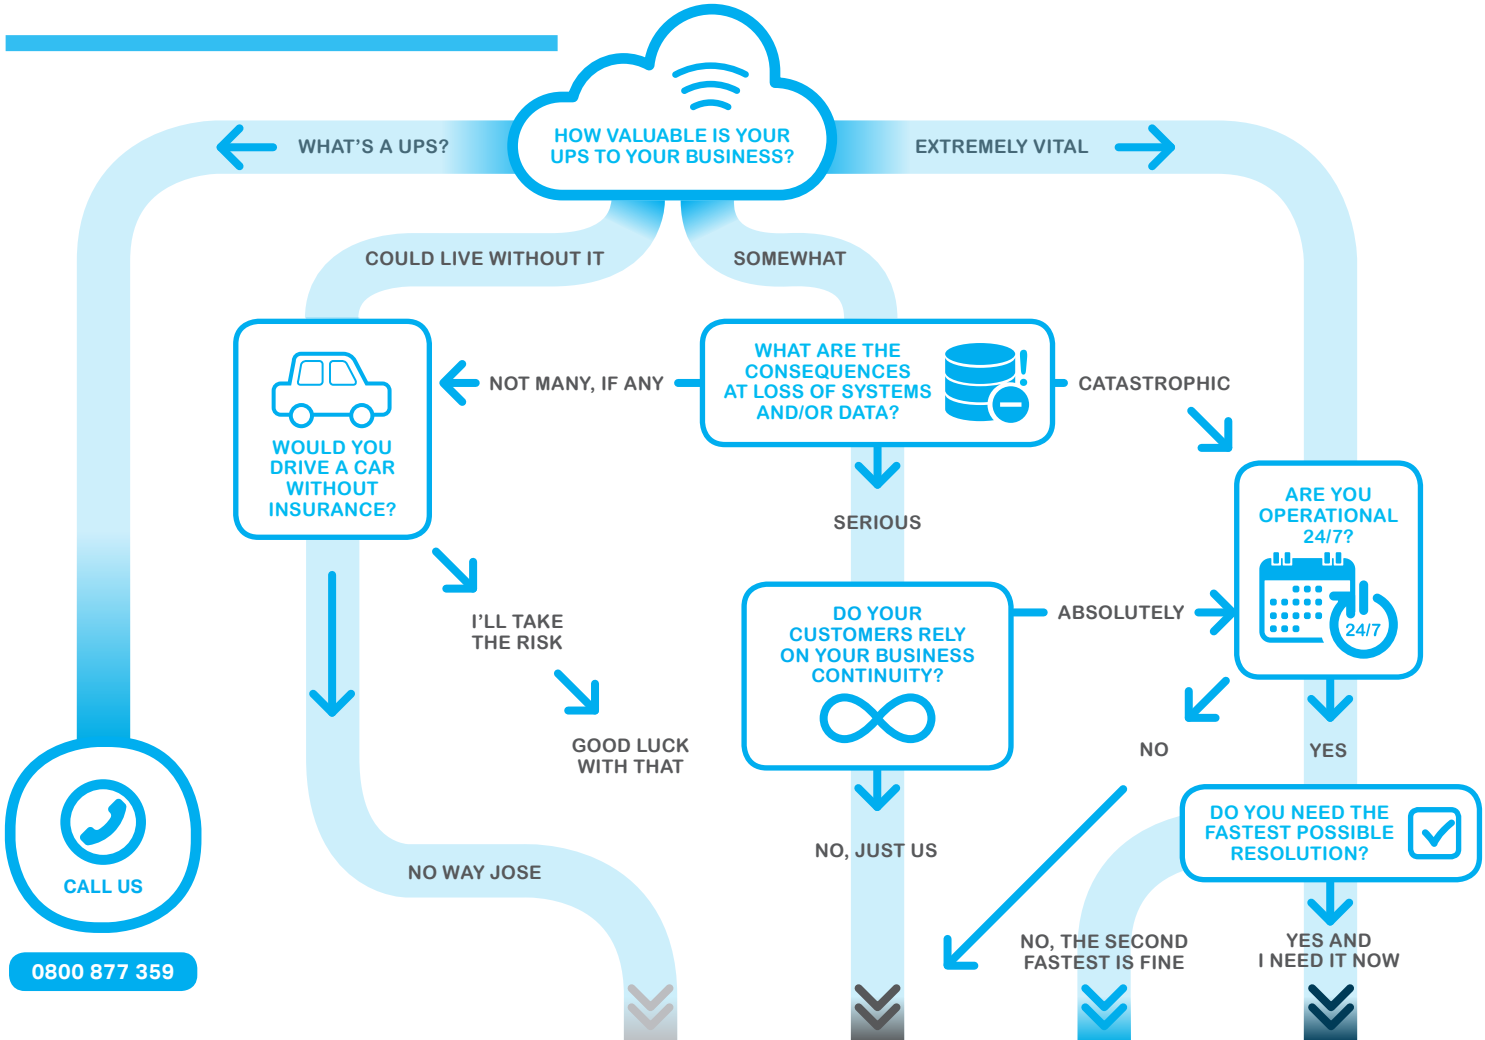 HOW VALUABLE IS YOUR
UPS TO YOUR BUSINESS?
WHAT'S A UPS?
EXTREMELY VITAL
COULD LIVE WITHOUT IT
SOMEWHAT
WOULD YOU
DRIVE A CAR
WITHOUT
INSURANCE?
NOT MANY, IF ANY
WHAT ARE THE
CONSEQUENCES
AT LOSS OF SYSTEMS
AND/OR DATA?
CATASTROPHIC
SERIOUS
ARE YOU
OPERATIONAL
24/7?
24/7
I'LL TAKE
THE RISK
GOOD LUCK
WITH THAT
DO YOUR
CUSTOMERS RELY
ON YOUR BUSINESS
CONTINUITY?
ABSOLUTELY
NO
YES
NO, JUST US
DO YOU NEED THE
FASTEST POSSIBLE
RESOLUTION?
NO WAY JOSE
CALL US
0800 877 359
NO, THE SECOND
FASTEST IS FINE
YES AND
I NEED IT NOW